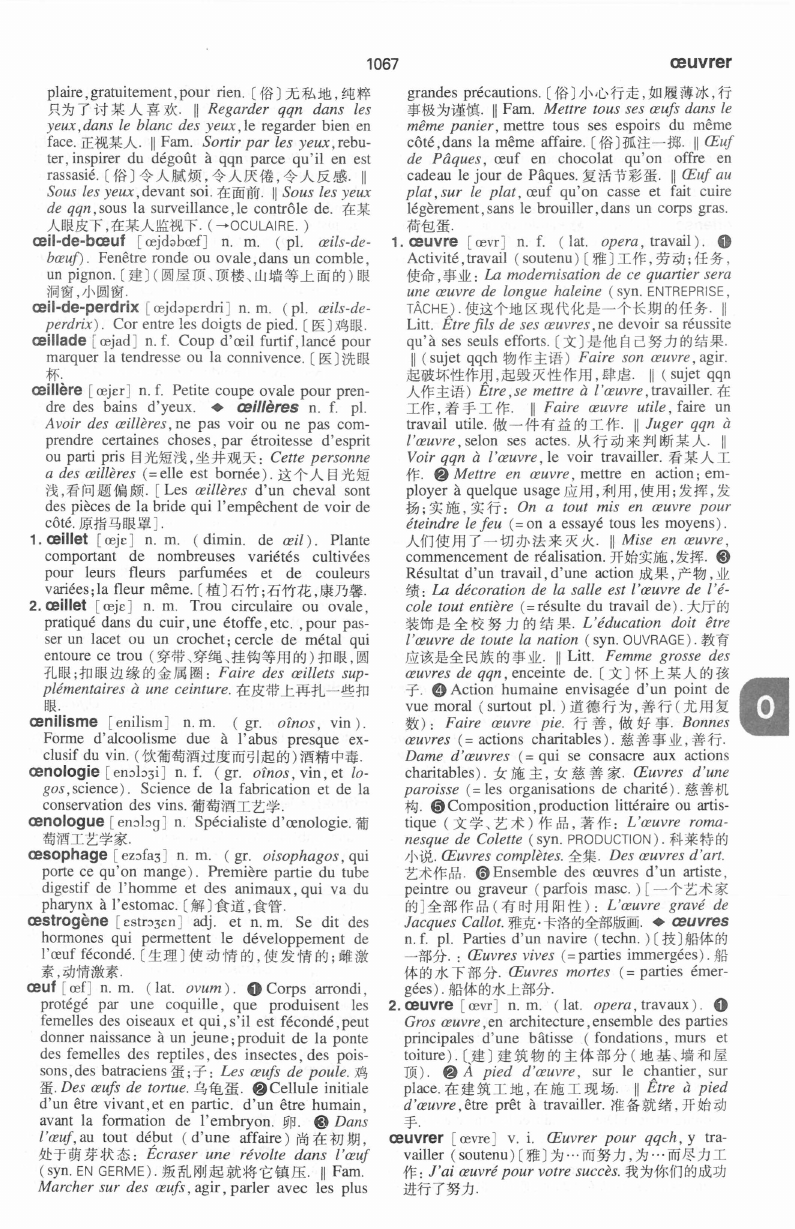 1067
œuvrer
plaire,gratuitement,pour rien.〔俗〕无私地,纯粹
只为了讨某人喜欢. ‖ Regarder qqn dans les
yeux,dans le blanc des yeux,le regarder bien en
face. 正视某人. ‖ Fam. Sortir par les yeux,rebu-
ter,inspirer du dégoût à qqn parce qu'il en est
rassasié.〔俗〕令人腻烦,令人厌倦,令人反感. ‖
Sous les yeux,devant soi. 在面前. ‖ Sous les yeux
de qqn,sous la surveillance,le contrôle de. 在某
人眼皮下,在某人监视下. (→OCULAIRE. )
œil-de-bœuf [œjdəbœf] n. m. ( pl. œils-de-
bœuf). Fenêtre ronde ou ovale,dans un comble,
un pignon.〔建〕(圆屋顶、顶楼、山墙等上面的)眼
洞窗,小圆窗.
œil-de-perdrix [œjdəpɛrdri] n. m. (pl. œils-de-
perdrix). Cor entre les doigts de pied.〔医〕鸡眼.
œillade [œjad] n. f. Coup d'œil furtif,lancé pour
marquer la tendresse ou la connivence.〔医〕洗眼
杯.
œillère [œjɛr] n. f. Petite coupe ovale pour pren-
dre des bains d'yeux. ◆ œillères n. f. pl.
Avoir des œillères,ne pas voir ou ne pas com-
prendre certaines choses, par étroitesse d'esprit
ou parti pris 目光短浅,坐井观天: Cette personne
a des œillères (=elle est bornée). 这个人目光短
浅,看问题偏颇. [ Les œillères d'un cheval sont
des pièces de la bride qui l'empêchent de voir de
côté. 原指马眼罩].
1. œillet [œjɛ] n. m. (dimin. de œil). Plante
comportant de nombreuses variétés cultivées
pour leurs fleurs parfumées et de couleurs
variées;la fleur même.〔植〕石竹;石竹花,康乃馨.
2. œillet [œjɛ] n. m. Trou circulaire ou ovale,
pratiqué dans du cuir,une étoffe,etc. ,pour pas-
ser un lacet ou un crochet;cercle de métal qui
entoure ce trou (穿带、穿绳、挂钩等用的)扣眼,圆
孔眼;扣眼边缘的金属圈: Faire des œillets sup-
plémentaires à une ceinture. 在皮带上再扎一些扣
眼.
œnilisme [enilism] n. m. ( gr. oînos, vin ).
Forme d'alcoolisme due à l'abus presque ex-
clusif du vin. (饮葡萄酒过度而引起的)酒精中毒.
œnologie [enɔlɔʒi] n. f. ( gr. oînos, vin, et lo-
gos,science). Science de la fabrication et de la
conservation des vins. 葡萄酒工艺学.
œnologue [enɔlɔg] n. Spécialiste d'œnologie. 葡
萄酒工艺学家.
œsophage [ezɔfaʒ] n. m. ( gr. oisophagos, qui
porte ce qu'on mange). Première partie du tube
digestif de l'homme et des animaux, qui va du
pharynx à l'estomac.〔解〕食道,食管.
œstrogène [ɛstrɔʒɛn] adj. et n. m. Se dit des
hormones qui permettent le développement de
l'œuf fécondé.〔生理〕使动情的,使发情的;雌激
素,动情激素.
œuf [œf] n. m. (lat. ovum). ❶ Corps arrondi,
protégé par une coquille, que produisent les
femelles des oiseaux et qui,s'il est fécondé,peut
donner naissance à un jeune;produit de la ponte
des femelles des reptiles, des insectes, des pois-
sons,des batraciens 蛋;子: Les œufs de poule. 鸡
蛋. Des œufs de tortue. 乌龟蛋. ❷Cellule initiale
d'un être vivant,et en partic. d'un être humain,
avant la formation de l'embryon. 卵. ❸ Dans
l'œuf,au tout début (d'une affaire) 尚在初期,
处于萌芽状态: Écraser une révolte dans l'œuf
(syn. EN GERME). 叛乱刚起就将它镇压. ‖ Fam.
Marcher sur des œufs,agir, parler avec les plus
grandes précautions.〔俗〕小心行走,如履薄冰,行
事极为谨慎. ‖ Fam. Mettre tous ses œufs dans le
même panier, mettre tous ses espoirs du même
côté,dans la même affaire.〔俗〕孤注一掷. ‖ Œuf
de Pâques, œuf en chocolat qu'on offre en
cadeau le jour de Pâques. 复活节彩蛋. ‖ Œuf au
plat,sur le plat,œuf qu'on casse et fait cuire
légèrement,sans le brouiller,dans un corps gras.
荷包蛋.
1. œuvre [œvr] n. f. ( lat. opera, travail ). ❶
Activité,travail (soutenu)〔雅〕工作,劳动;任务,
使命,事业: La modernisation de ce quartier sera
une œuvre de longue haleine (syn. ENTREPRISE,
TÂCHE). 使这个地区现代化是一个长期的任务. ‖
Litt. Être fils de ses œuvres,ne devoir sa réussite
qu'à ses seuls efforts.〔文〕是他自己努力的结果.
‖ (sujet qqch 物作主语) Faire son œuvre,agir.
起破坏性作用,起毁灭性作用,肆虐. ‖ ( sujet qqn
人作主语) Être,se mettre à l'œuvre,travailler. 在
工作,着手工作. ‖ Faire œuvre utile, faire un
travail utile. 做一件有益的工作. ‖ Juger qqn à
l'œuvre, selon ses actes. 从行动来判断某人. ‖
Voir qqn à l'œuvre,le voir travailler. 看某人工
作. ❷ Mettre en œuvre, mettre en action; em-
ployer à quelque usage 应用,利用,使用;发挥,发
扬;实施,实行: On a tout mis en œuvre pour
éteindre le feu (=on a essayé tous les moyens).
人们使用了一切办法来灭火. ‖ Mise en œuvre,
commencement de réalisation. 开始实施,发挥. ❸
Résultat d'un travail,d'une action 成果,产物,业
绩: La décoration de la salle est l'œuvre de l'é-
cole tout entière (=résulte du travail de). 大厅的
装饰是全校努力的结果. L'éducation doit être
l'œuvre de toute la nation (syn. OUVRAGE). 教育
应该是全民族的事业. ‖ Litt. Femme grosse des
œuvres de qqn, enceinte de.〔文〕怀上某人的孩
子. ❹ Action humaine envisagée d'un point de
vue moral (surtout pl. ) 道德行为,善行(尤用复
数): Faire œuvre pie. 行善,做好事. Bonnes
œuvres (= actions charitables). 慈善事业,善行.
Dame d'œuvres (= qui se consacre aux actions
charitables). 女施主,女慈善家. Œuvres d'une
paroisse (=les organisations de charité). 慈善机
构. ❺Composition,production littéraire ou artis-
tique (文学、艺术)作品,著作: L'œuvre roma-
nesque de Colette (syn. PRODUCTION). 科莱特的
小说. Œuvres complètes. 全集. Des œuvres d'art.
艺术作品. ❻Ensemble des œuvres d'un artiste,
peintre ou graveur (parfois masc. ) [一个艺术家
的]全部作品(有时用阳性): L'œuvre gravé de
Jacques Callot. 雅克·卡洛的全部版画. ◆ œuvres
n. f. pl. Parties d'un navire (techn. )〔技〕船体的
一部分. : Œuvres vives (=parties immergées). 船
体的水下部分. Œuvres mortes (= parties émer-
gées). 船体的水上部分.
2. œuvre [œvr] n. m. ( lat. opera, travaux ). ❶
Gros œuvre,en architecture,ensemble des parties
principales d'une bâtisse ( fondations, murs et
toiture).〔建〕建筑物的主体部分(地基、墙和屋
顶). ❷ À pied d'œuvre, sur le chantier, sur
place. 在建筑工地,在施工现场. ‖ Être à pied
d'œuvre,être prêt à travailler. 准备就绪,开始动
手.
œuvrer [œvre] v. i. Œuvrer pour qqch, y tra-
vailler (soutenu)〔雅〕为…而努力,为…而尽力工
作: J'ai œuvré pour votre succès. 我为你们的成功
进行了努力.
O